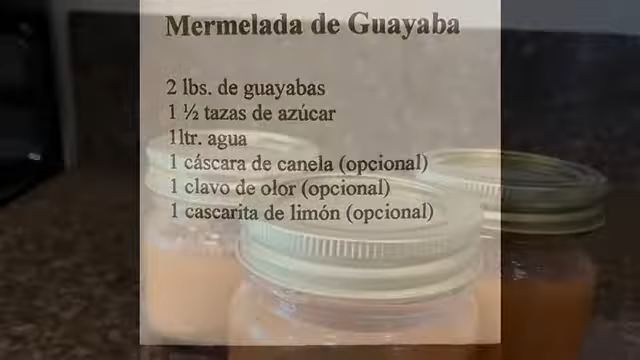 Mermelada de Guayaba
2 lbs. de guayabas
1 ½ tazas de azúcar
1ltr. agua
1 cáscara de canela (opcional)
1 clavo de olor (opcional)
1 cascarita de limón (opcional)